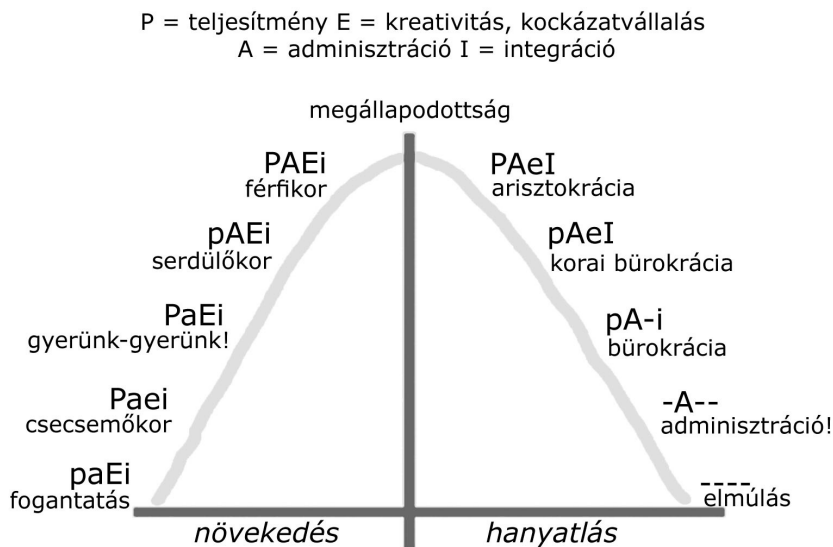 P = teljesítmény E = kreativitás, kockázatvállalás
A = adminisztráció I = integráció
megállapodottság
PAEi
férfikor
pAEi
serdülőkor
PaEi
gyerünk-gyerünk!
Paei
csecsemőkor
paEi
fogantatás
PAeI
arisztokrácia
pAeI
korai bürokrácia
pA-i
bürokrácia
-A--
adminisztráció!
----
elmúlás
növekedés
hanyatlás